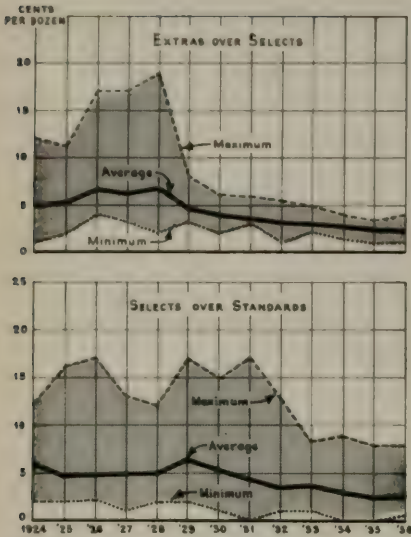 CENTS
PER DOZEN
EXTRAS OVER SELECTS
20
15
10
5
0
Maximum
Average
Minimum
SELECTS OVER STANDARDS
25
20
15
10
5
0
Maximum
Average
Minimum
1924 '25 '26 '27 '28 '29 '30 '31 '32 '33 '34 '35 '36